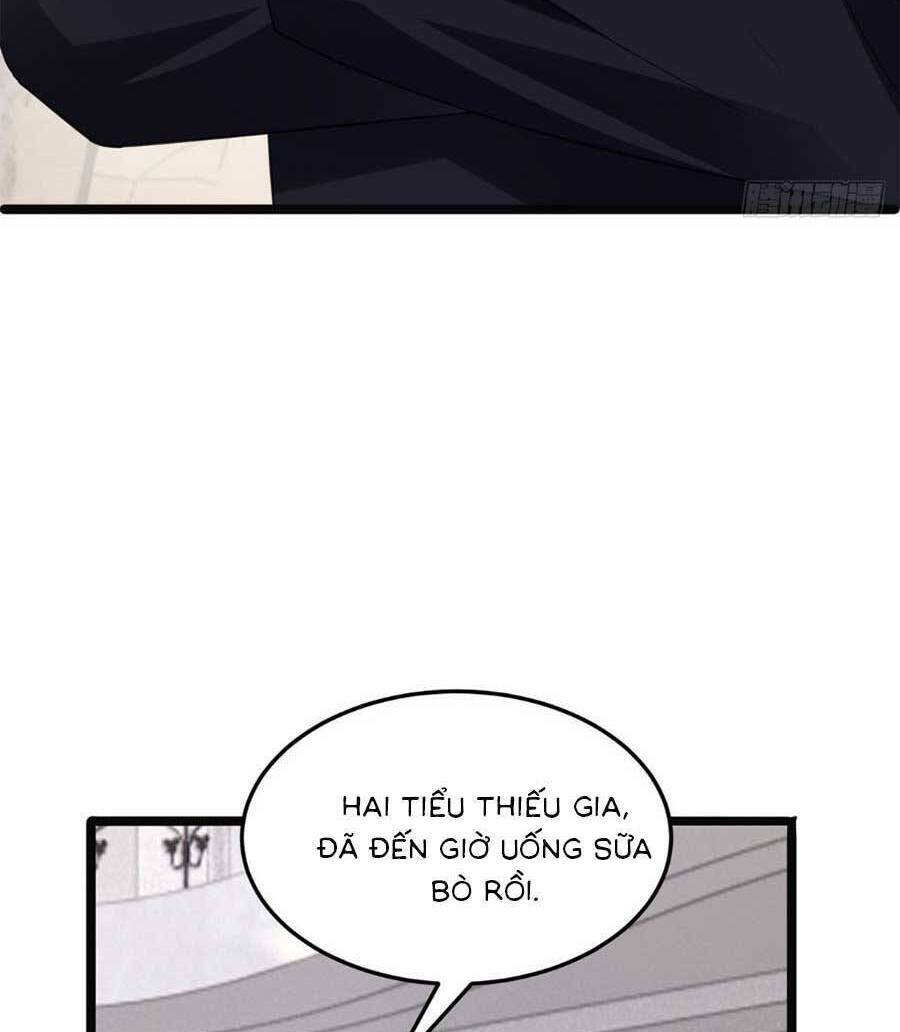 HAI TIỂU THIẾU GIA,
ĐÃ ĐẾN GIỜ UỐNG SỮA
BÒ RỒI.